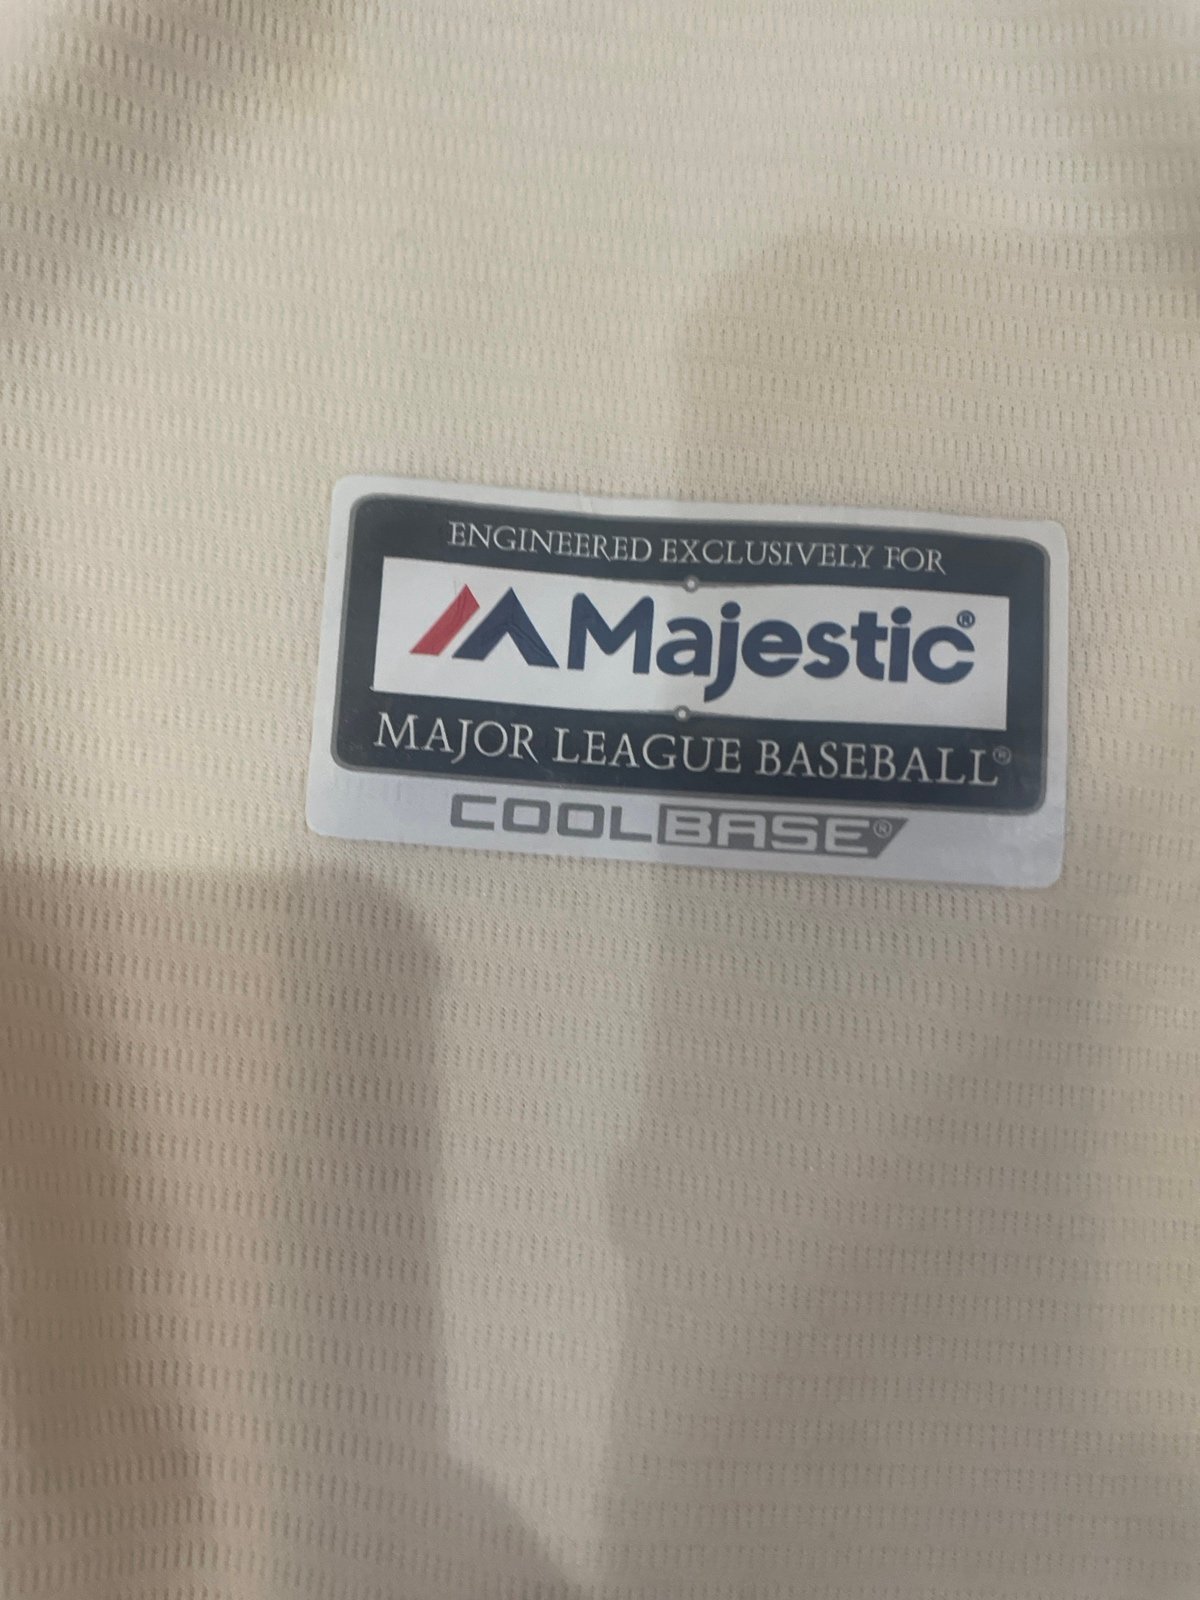 ENGINEERED EXCLUSIVELY FOR
Majestic®
MAJOR LEAGUE BASEBALL®
COOLBASE®